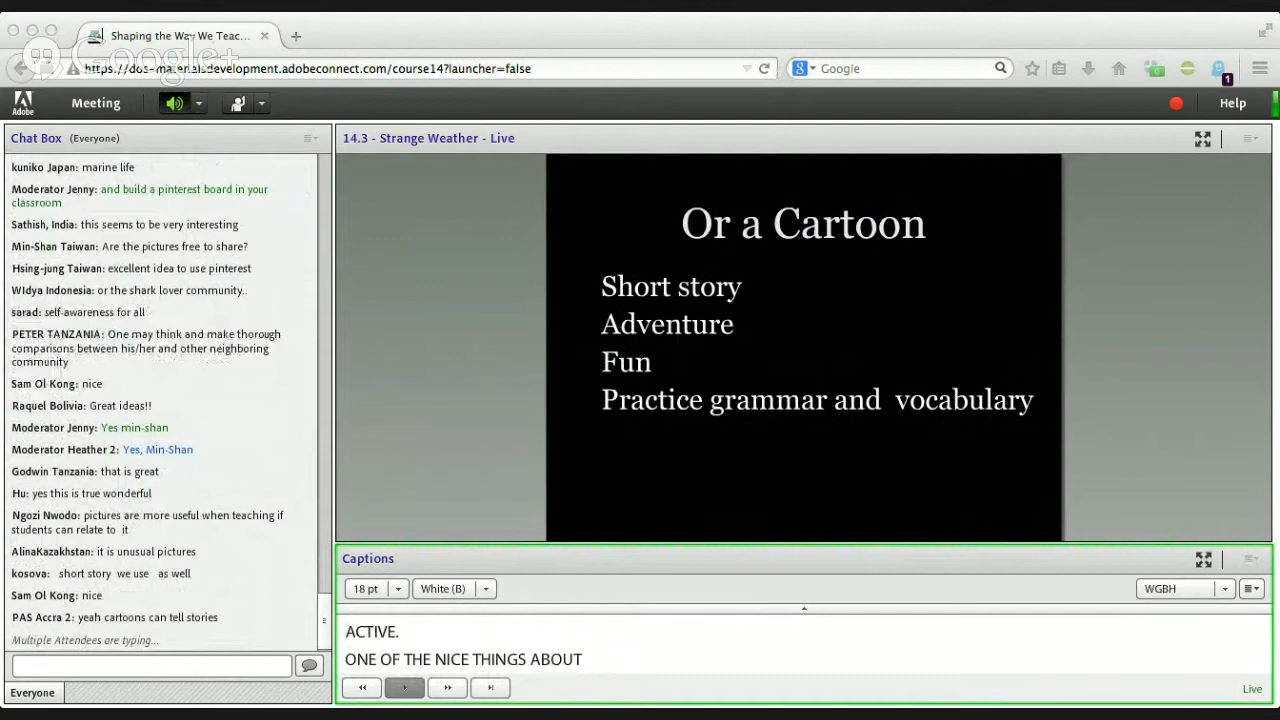 Shaping the Way We Teac...
Google+
https://dos-materialsdevelopment.adobeconnect.com/course14?launcher=false
Google
1
Adobe
Meeting
Help
Chat Box (Everyone)
kuniko Japan: marine life
Moderator Jenny: and build a pinterest board in your
classroom
Sathish, India: this seems to be very interesting
Min-Shan Taiwan: Are the pictures free to share?
Hsing-jung Taiwan: excellent idea to use pinterest
WIdya Indonesia: or the shark lover community..
sarad: self-awareness for all
PETER TANZANIA: One may think and make thorough
comparisons between his/her and other neighboring
community
Sam Ol Kong: nice
Raquel Bolivia: Great ideas!!
Moderator Jenny: Yes min-shan
Moderator Heather 2: Yes, Min-Shan
Godwin Tanzania: that is great
Hu: yes this is true wonderful
Ngozi Nwodo: pictures are more useful when teaching if
students can relate to it
AlinaKazakhstan: it is unusual pictures
kosova: short story we use as well
Sam Ol Kong: nice
PAS Accra 2: yeah cartoons can tell stories
Multiple Attendees are typing...
Everyone
14.3 - Strange Weather - Live
Or a Cartoon
Short story
Adventure
Fun
Practice grammar and vocabulary
Captions
18 pt
White (B)
WGBH
ACTIVE.
ONE OF THE NICE THINGS ABOUT
Live